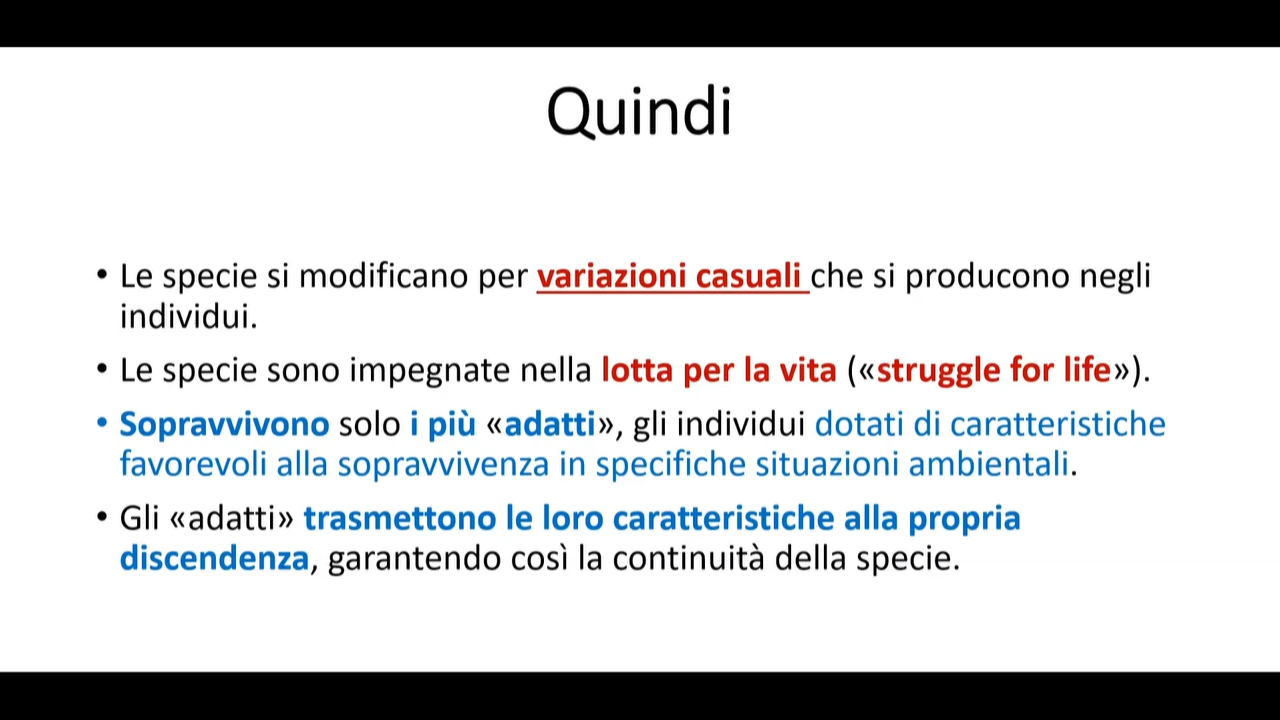 Quindi
• Le specie si modificano per variazioni casuali che si producono negli
individui.
• Le specie sono impegnate nella lotta per la vita («struggle for life»).
• Sopravvivono solo i più «adatti», gli individui dotati di caratteristiche
favorevoli alla sopravvivenza in specifiche situazioni ambientali.
• Gli «adatti» trasmettono le loro caratteristiche alla propria
discendenza, garantendo così la continuità della specie.